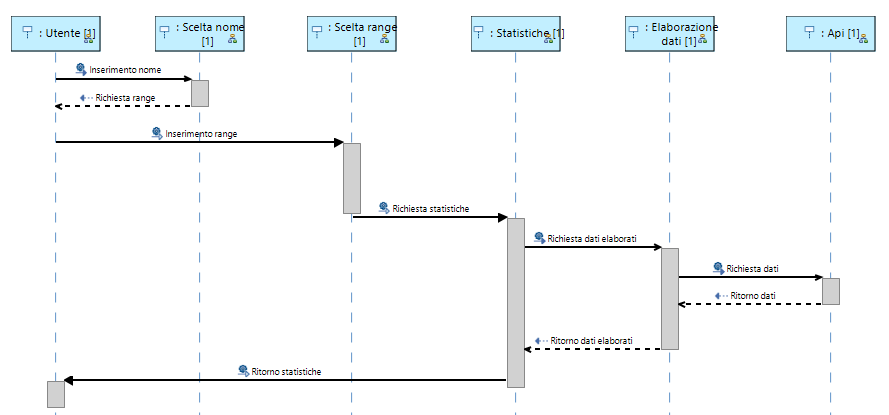 : Utente [1]
: Scelta nome
[1]
: Scelta range
[1]
: Statistiche [1]
: Elaborazione
dati [1]
: Api [1]
Inserimento nome
Richiesta range
Inserimento range
Richiesta statistiche
Richiesta dati elaborati
Richiesta dati
Ritorno dati
Ritorno dati elaborati
Ritorno statistiche